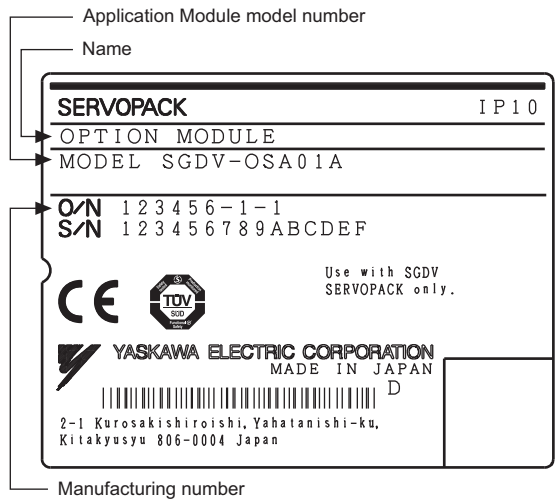 Application Module model number
Name
SERVOPACK IP10
OPTION MODULE
MODEL SGDV-OSA01A
O/N 123456-1-1
S/N 123456789ABCDEF
Use with SGDV
SERVOPACK only.
CE
TÜV
SÜD
Functional
Safety
YASKAWA ELECTRIC CORPORATION
MADE IN JAPAN
D
2-1 Kurosakishiroishi, Yahatanishi-ku,
Kitakyusyu 806-0004 Japan
Manufacturing number